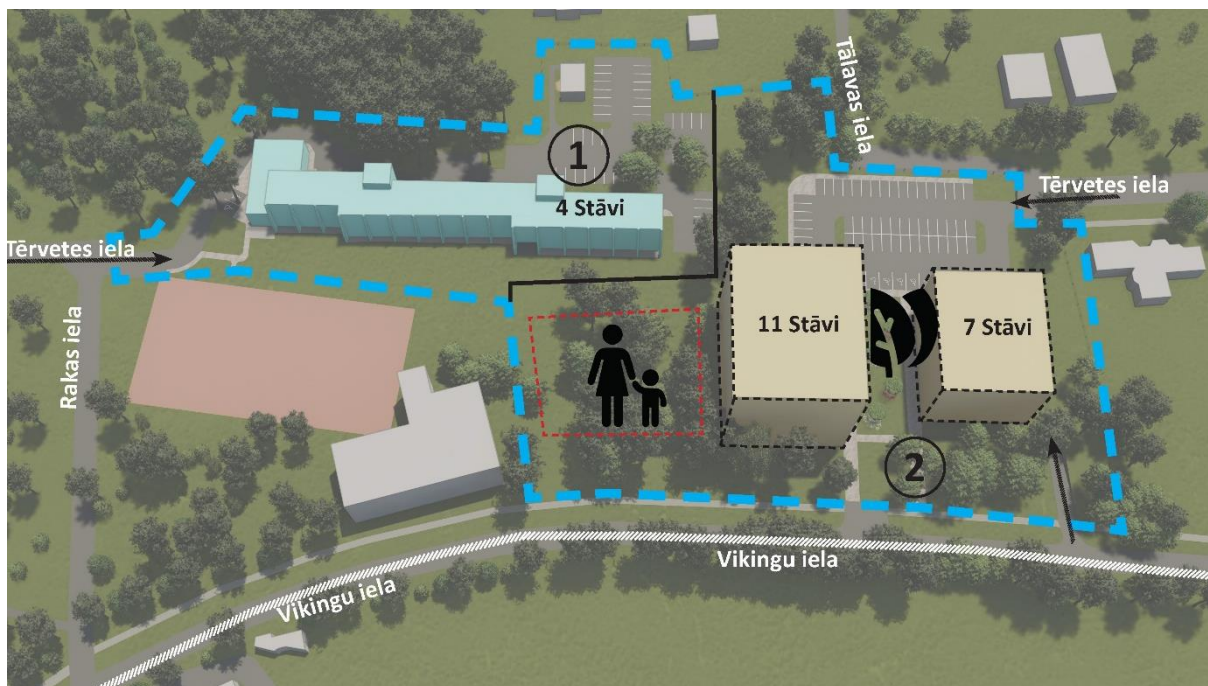 Tālavas iela
1
4 Stāvi
Tērvetes iela
Tērvetes iela
Rakas iela
11 Stāvi
7 Stāvi
2
Vikingu iela
Vikingu iela